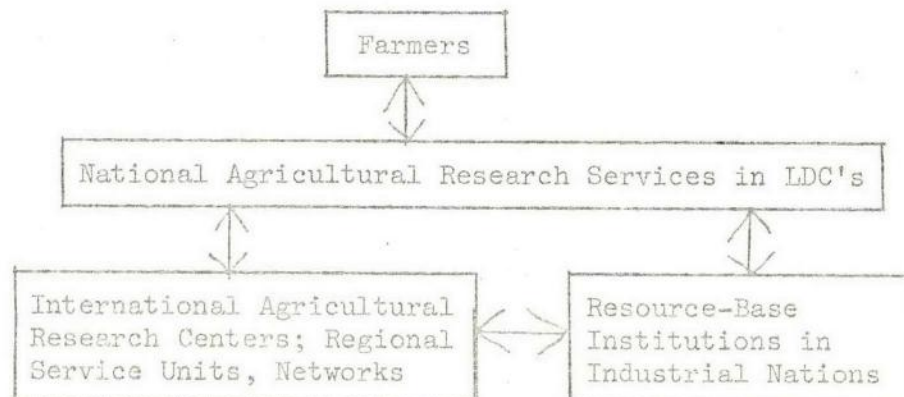 Farmers
National Agricultural Research Services in LDC's
International Agricultural
Research Centers; Regional
Service Units, Networks
Resource-Base
Institutions in
Industrial Nations